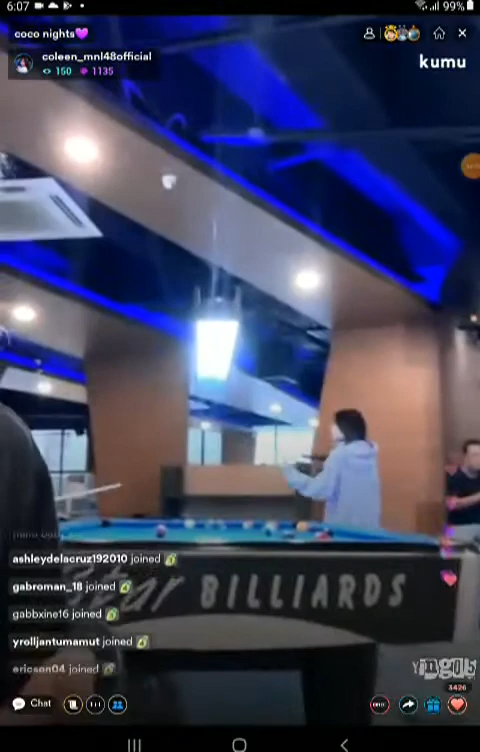 6:07
99%
coco nights
coleen_mnl48official
150 1135
kumu
BILLIARDS
ashleydelacruz192010 joined
gabroman_18 joined
gabbxine16 joined
yrolljantumamut joined
ericson04 joined
3426
Chat